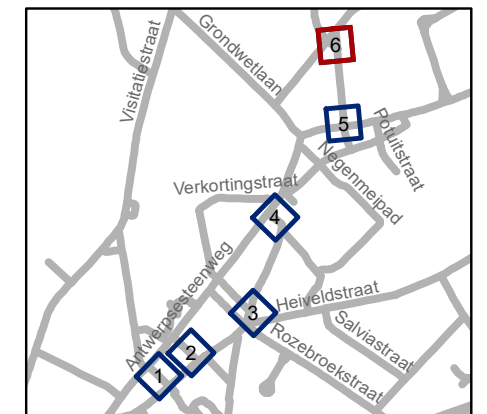 Visitatiestraat
Grondwetlaan
6
5
Potuitstraat
Negenmeipad
Verkortingstraat
4
Antwerpsesteenweg
Heiveldstraat
3
Salviastraat
Rozebroekstraat
2
1